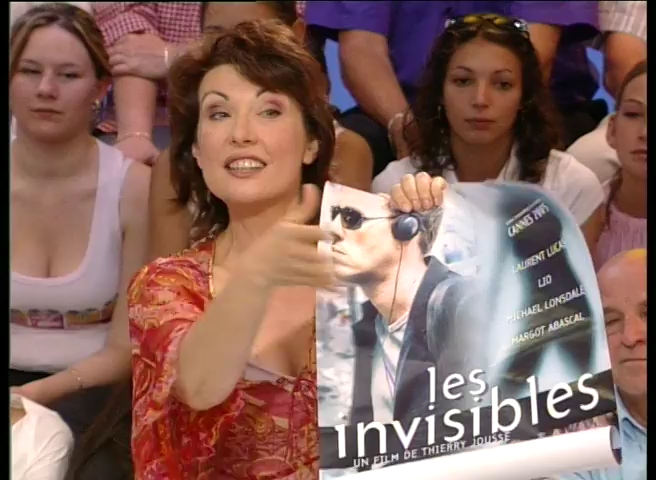 CANNES 2005
LAURENT LUCAS
LIO
MICHAEL LONSDALE
MARGOT ABASCAL
les
invisibles
UN FILM DE THIERRY JOUSSE